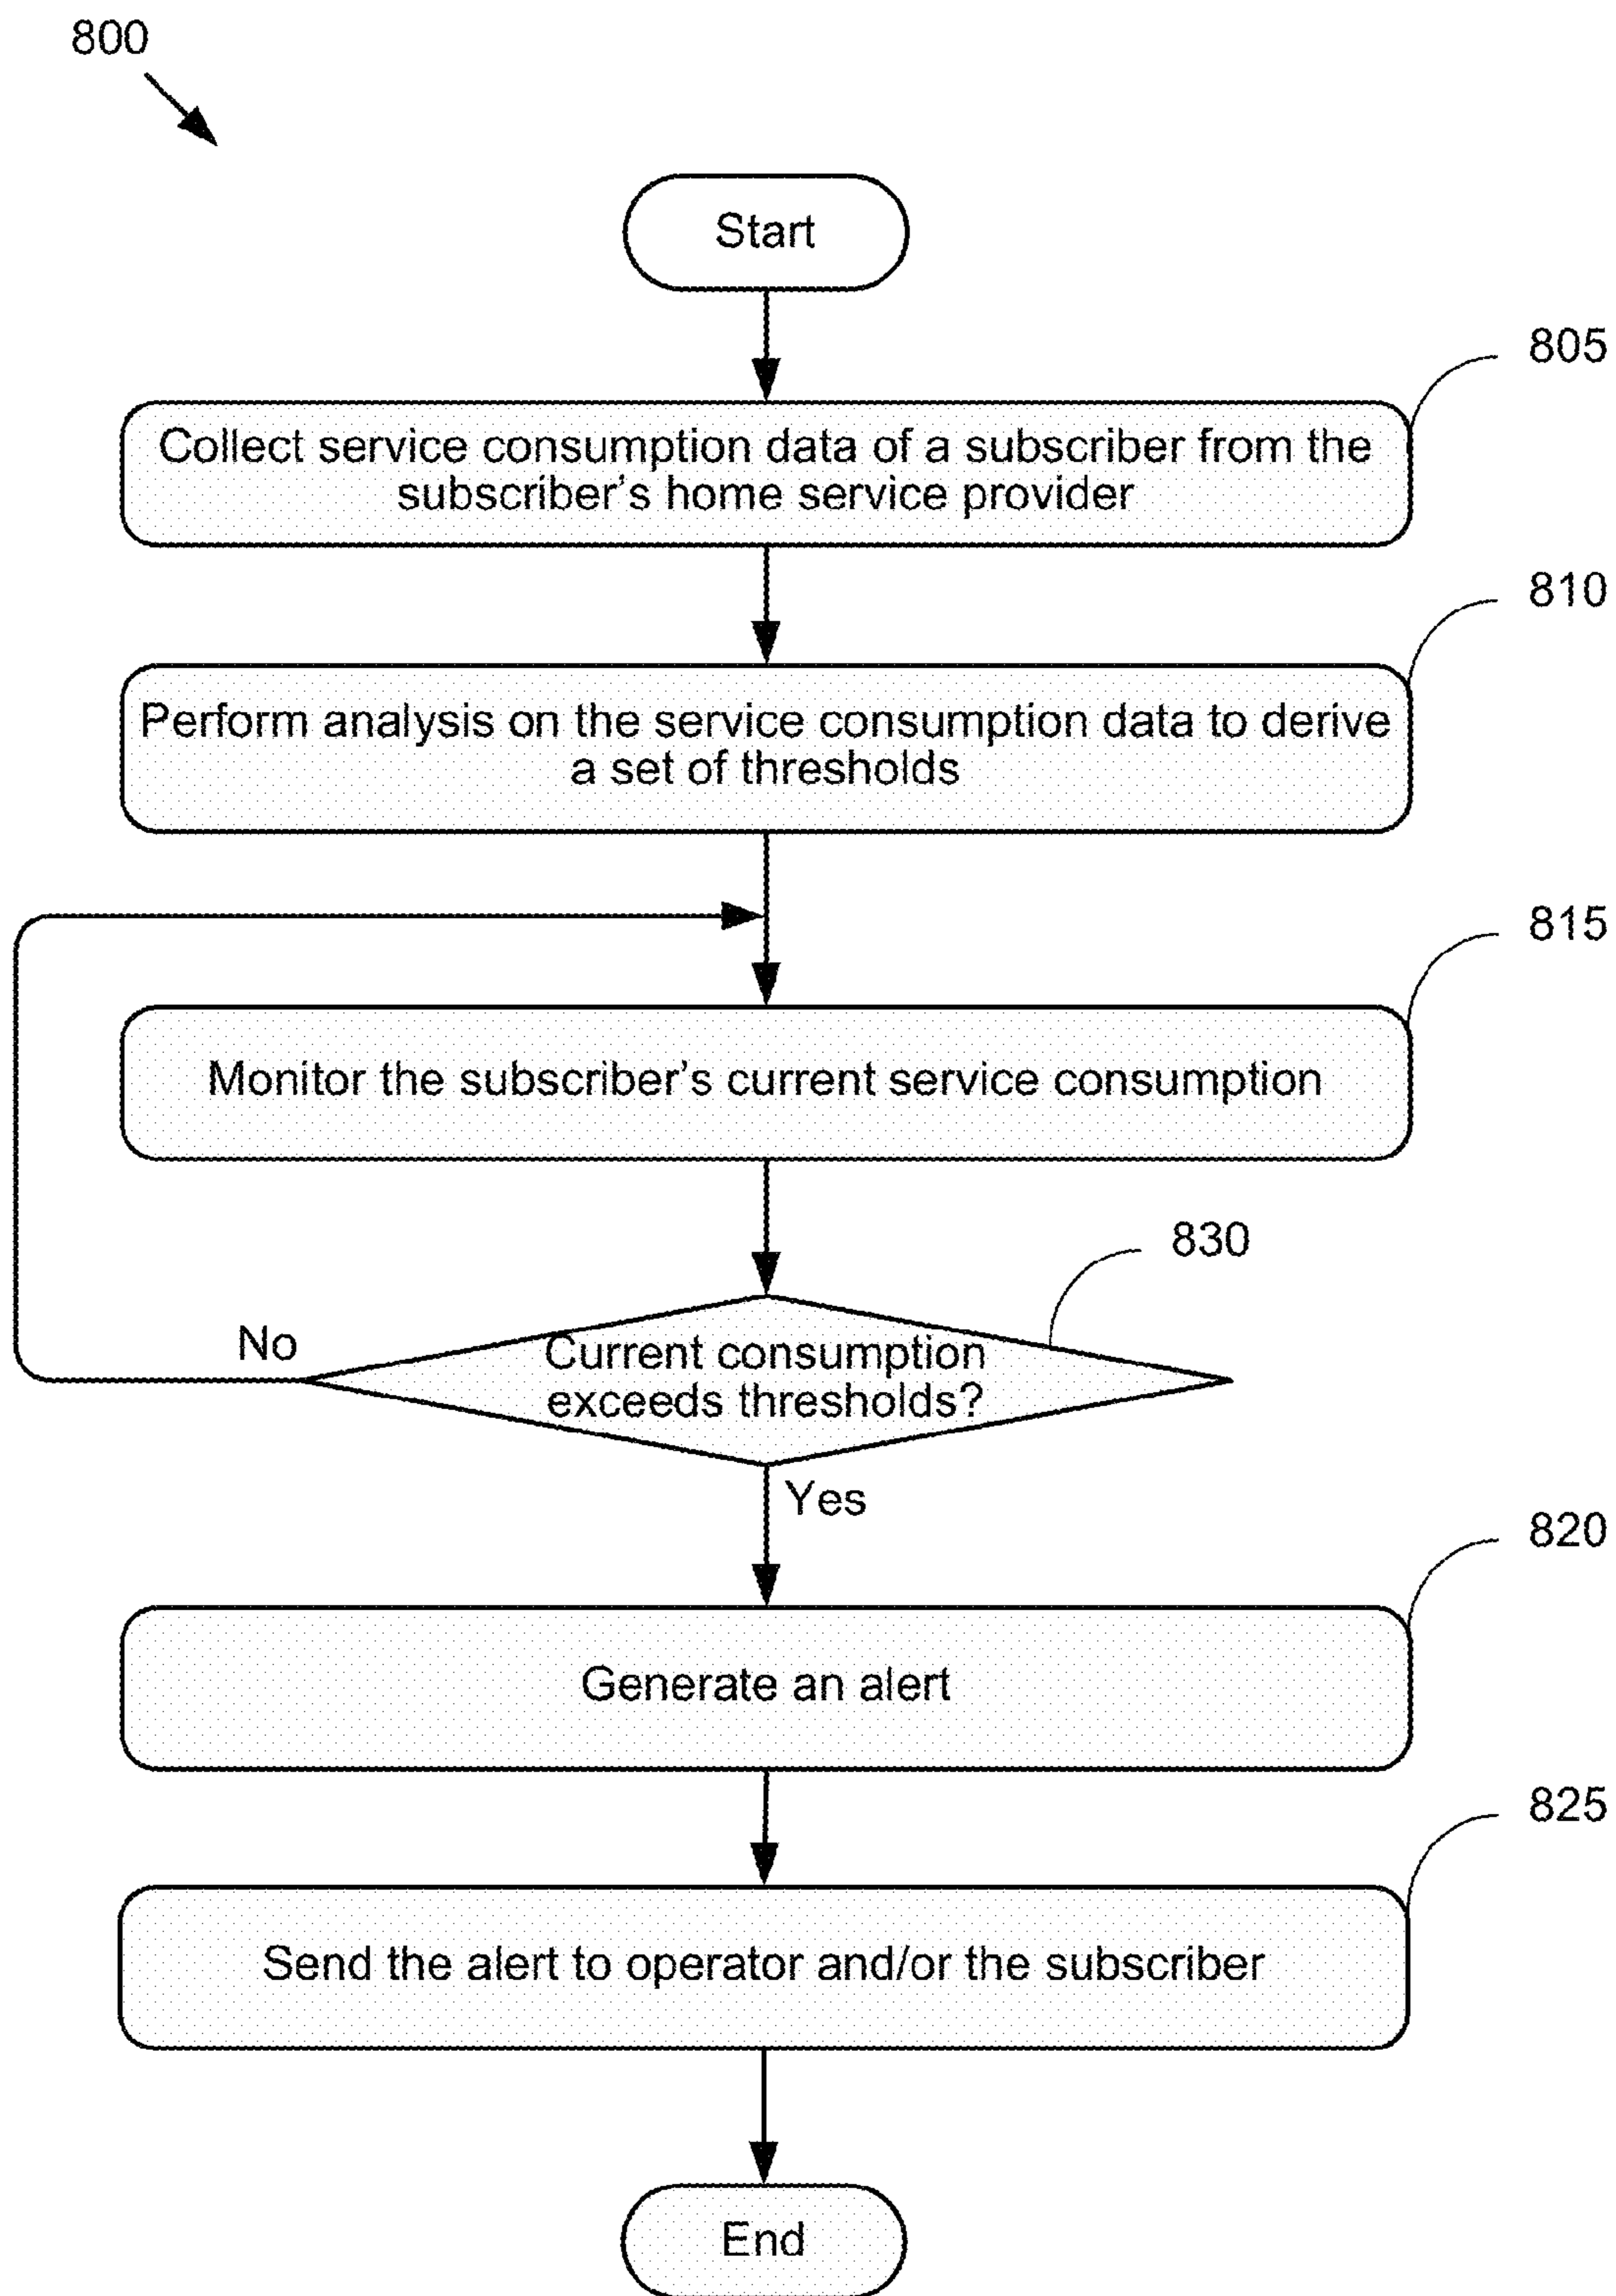 800
Start
805
Collect service consumption data of a subscriber from the
subscriber's home service provider
810
Perform analysis on the service consumption data to derive
a set of thresholds
815
Monitor the subscriber's current service consumption
830
No
Current consumption
exceeds thresholds?
Yes
820
Generate an alert
825
Send the alert to operator and/or the subscriber
End